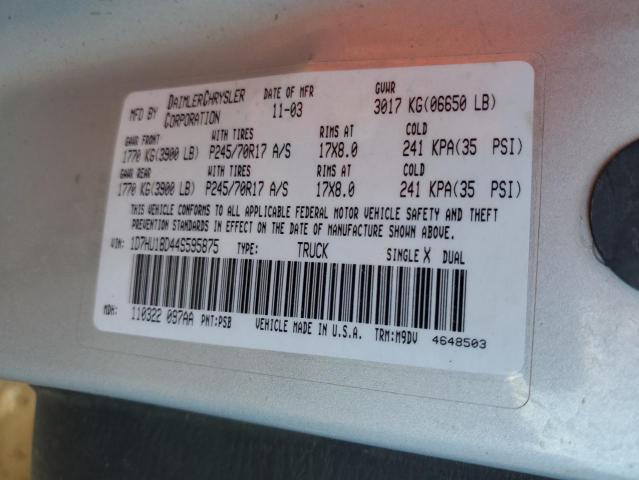 MFD BY DAIMLERCHRYSLER CORPORATION DATE OF MFR 11-03 GVWR 3017 KG(06650 LB)
GAWR FRONT WITH TIRES RIMS AT COLD
1770 KG(3900 LB) P245/70R17 A/S 17X8.0 241 KPA(35 PSI)
GAWR REAR WITH TIRES RIMS AT COLD
1770 KG(3900 LB) P245/70R17 A/S 17X8.0 241 KPA(35 PSI)
THIS VEHICLE CONFORMS TO ALL APPLICABLE FEDERAL MOTOR VEHICLE SAFETY AND THEFT
PREVENTION STANDARDS IN EFFECT ON THE DATE OF MANUFACTURE SHOWN ABOVE.
VIN: 1D7HU18D44S595875 TYPE: TRUCK SINGLE X DUAL
MDH: 110322 097AA PNT:PSB VEHICLE MADE IN U.S.A. TRM:M9DV 4648503